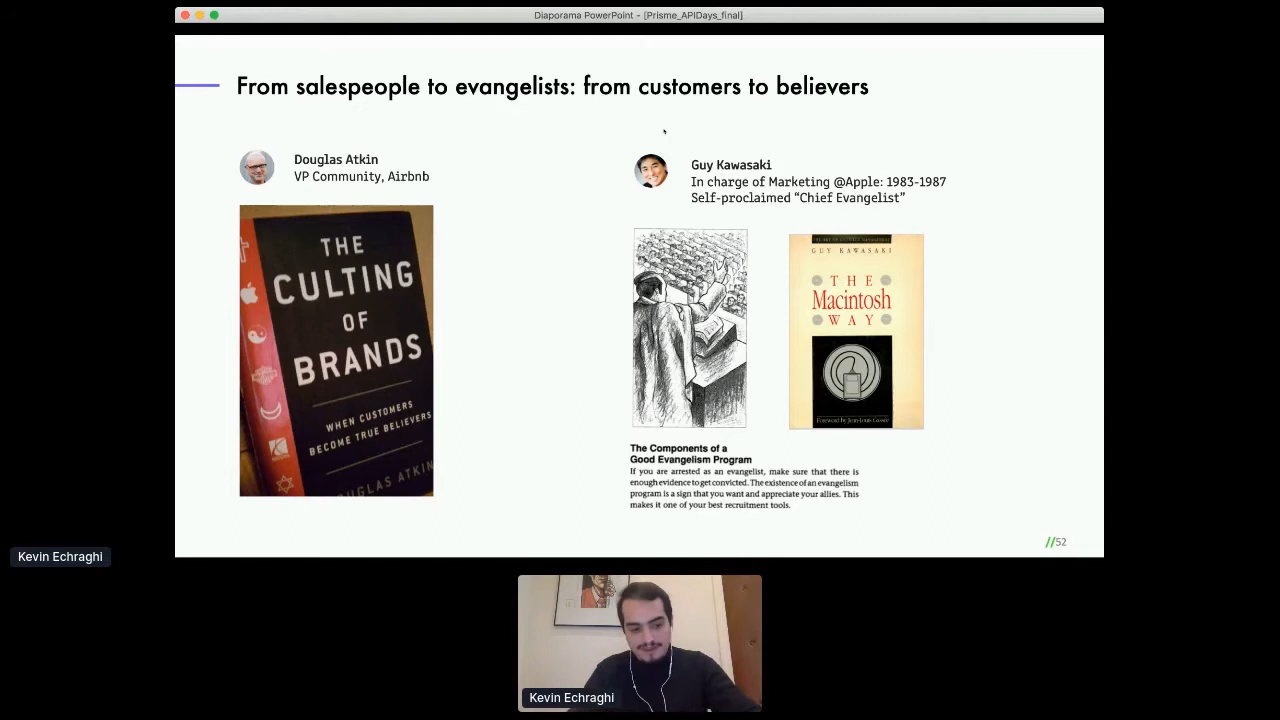 Diaporama PowerPoint - [Prisme_APIDays_final]
From salespeople to evangelists: from customers to believers
Douglas Atkin
VP Community, Airbnb
Guy Kawasaki
In charge of Marketing @Apple: 1983-1987
Self-proclaimed “Chief Evangelist”
THE
CULTING
OF
BRANDS
WHEN CUSTOMERS
BECOME TRUE BELIEVERS
DOUGLAS ATKIN
GUY KAWASAKI
THE
Macintosh
WAY
Foreword by Jean-Louis Gassée
The Components of a
Good Evangelism Program
If you are arrested as an evangelist, make sure that there is
enough evidence to get convicted. The existence of an evangelism
program is a sign that you want and appreciate your allies. This
makes it one of your best recruitment tools.
//52
Kevin Echraghi
Kevin Echraghi